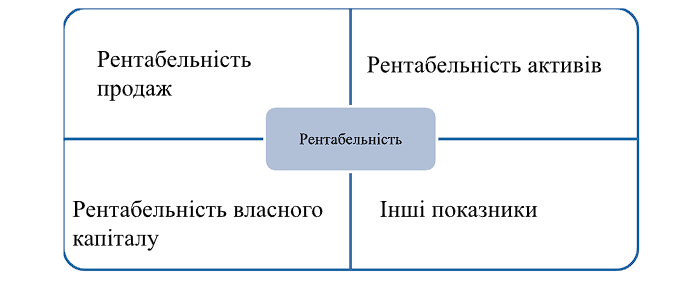 Рентабельність
продаж
Рентабельність активів
Рентабельність
Рентабельність власного
капіталу
Інші показники